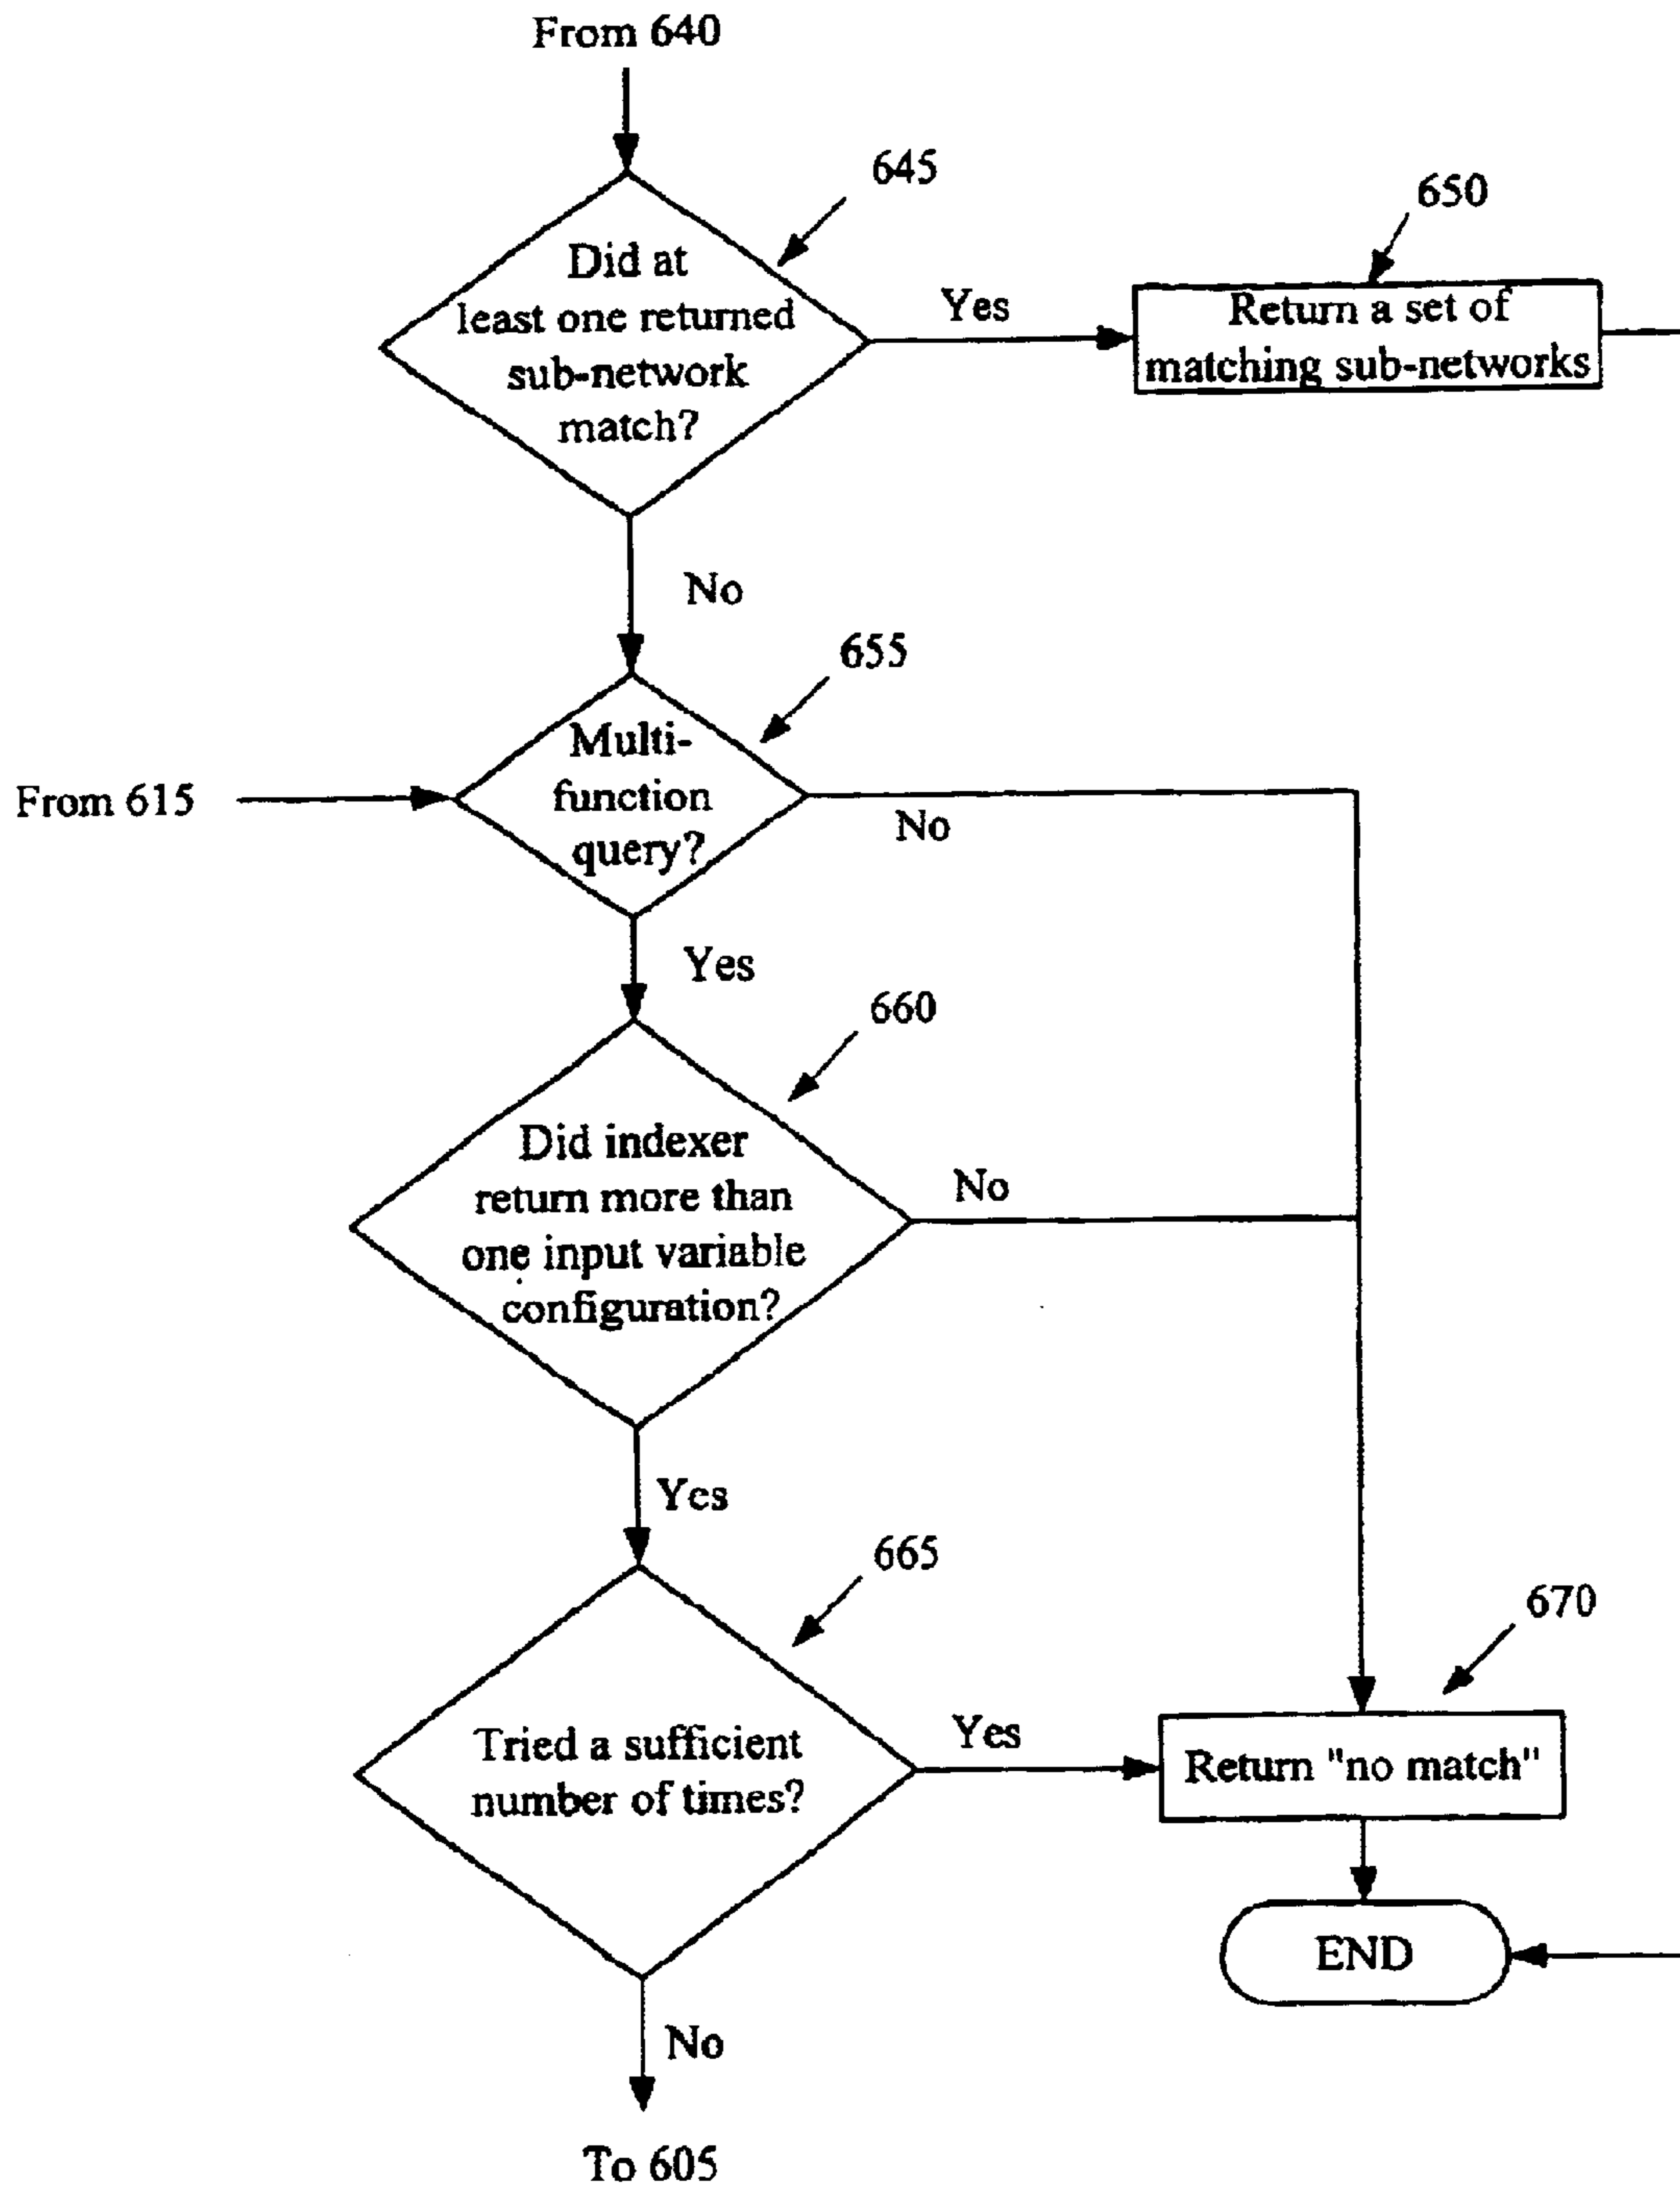 From 640
645
Did at
least one returned
sub-network
match?
Yes
650
Return a set of
matching sub-networks
No
655
From 615
Multi-
function
query?
No
Yes
660
Did indexer
return more than
one input variable
configuration?
No
Yes
665
Tried a sufficient
number of times?
Yes
670
Return "no match"
END
No
To 605